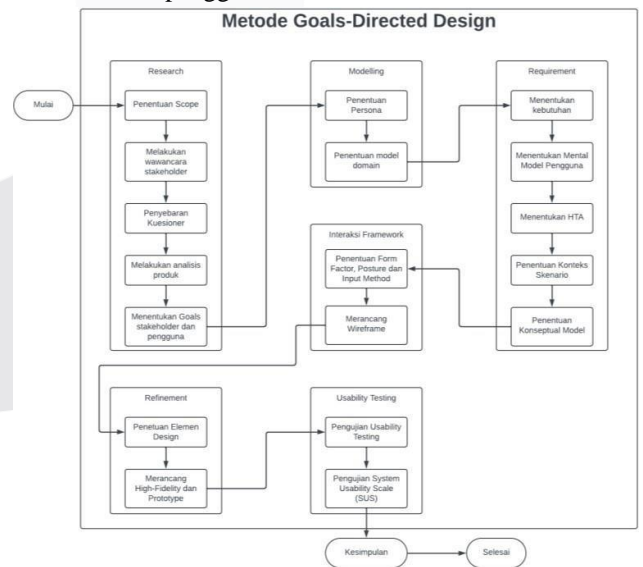 Metode Goals-Directed Design
Mulai
Research
Penentuan Scope
Melakukan
wawancara
stakeholder
Penyebaran
Kuesioner
Melakukan analisis
produk
Menentukan Goals
stakeholder dan
pengguna
Modelling
Penentuan
Persona
Penentuan model
domain
Requirement
Menentukan
kebutuhan
Menentukan Mental
Model Pengguna
Menentukan HTA
Penentuan Konteks
Skenario
Penentuan
Konseptual Model
Interaksi Framework
Penentuan Form
Factor, Posture dan
Input Method
Merancang
Wireframe
Refinement
Penetuan Elemen
Design
Merancang
High-Fidelity dan
Prototype
Usability Testing
Pengujian Usability
Testing
Pengujian System
Usability Scale
(SUS)
Kesimpulan
Selesai